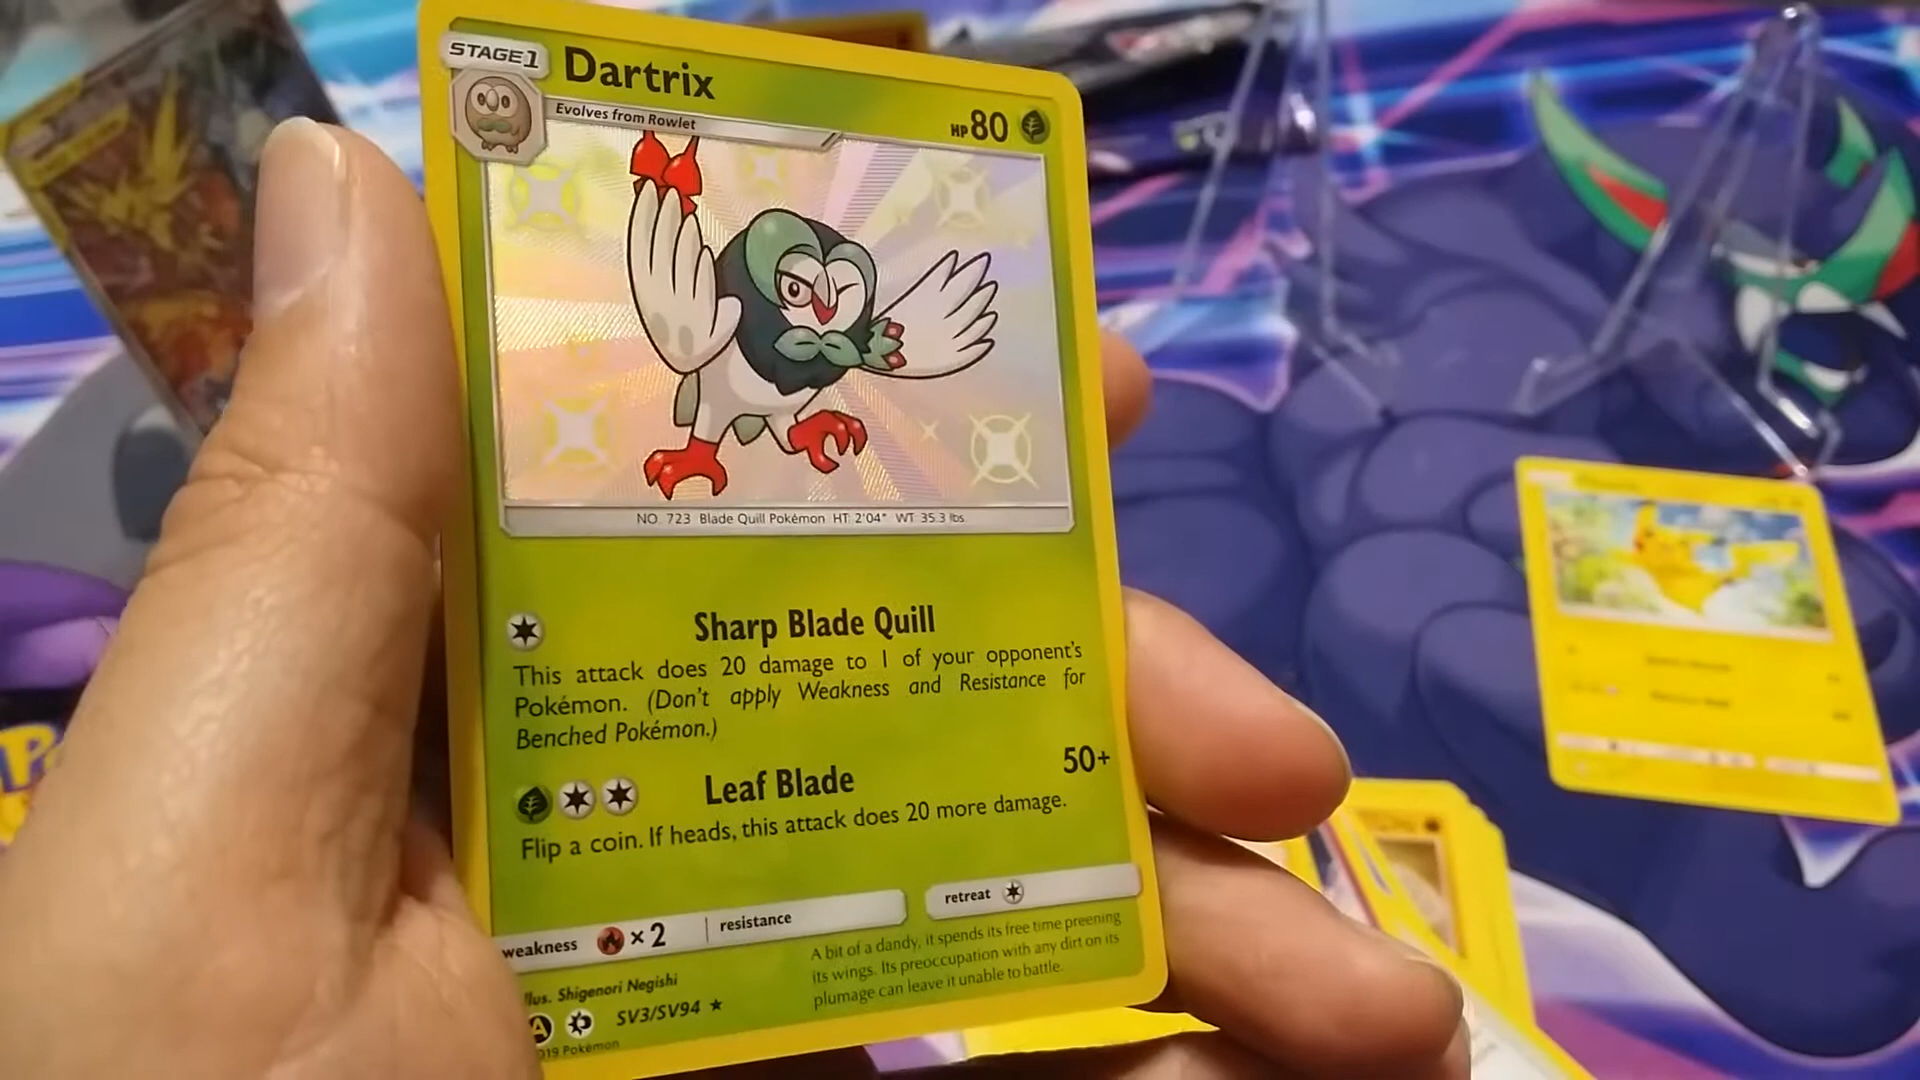 STAGE1
Dartrix
Evolves from Rowlet
HP 80
NO. 723 Blade Quill Pokémon HT: 2'04" WT: 35.3 lbs.
Sharp Blade Quill
This attack does 20 damage to 1 of your opponent's
Pokémon. (Don't apply Weakness and Resistance for
Benched Pokémon.)
Leaf Blade
50+
Flip a coin. If heads, this attack does 20 more damage.
weakness ×2
resistance
retreat
A bit of a dandy, it spends its free time preening
its wings. Its preoccupation with any dirt on its
plumage can leave it unable to battle.
Illus. Shigenori Negishi
A
SV3/SV94 ★
019 Pokémon